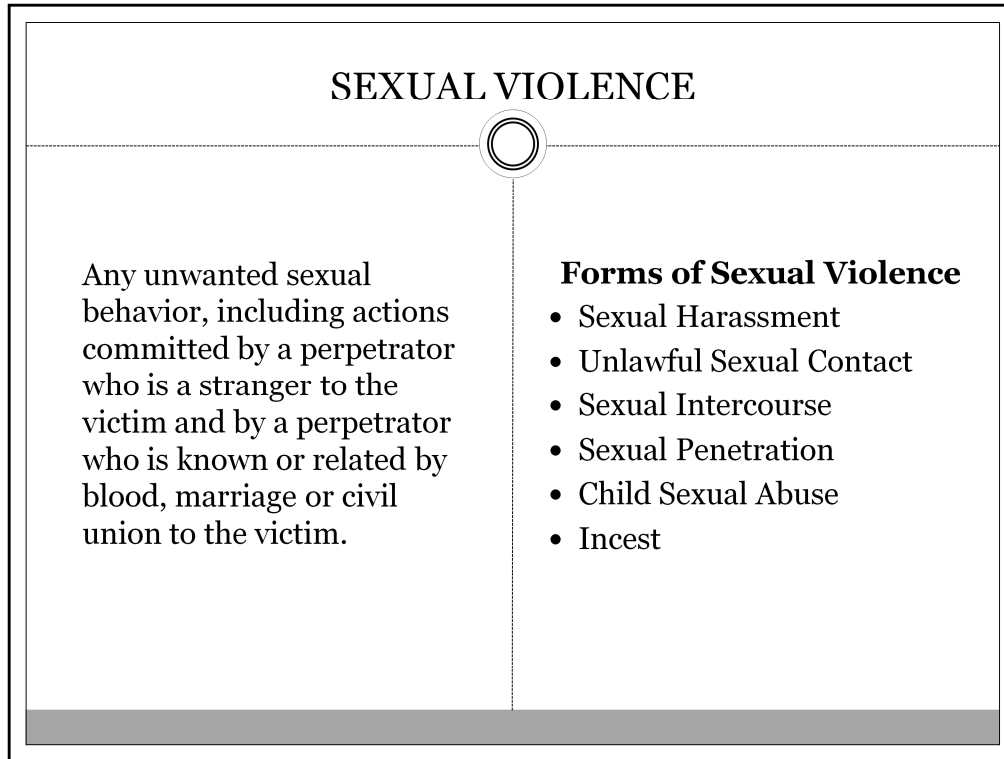 SEXUAL VIOLENCE
Any unwanted sexual
behavior, including actions
committed by a perpetrator
who is a stranger to the
victim and by a perpetrator
who is known or related by
blood, marriage or civil
union to the victim.
Forms of Sexual Violence
• Sexual Harassment
• Unlawful Sexual Contact
• Sexual Intercourse
• Sexual Penetration
• Child Sexual Abuse
• Incest